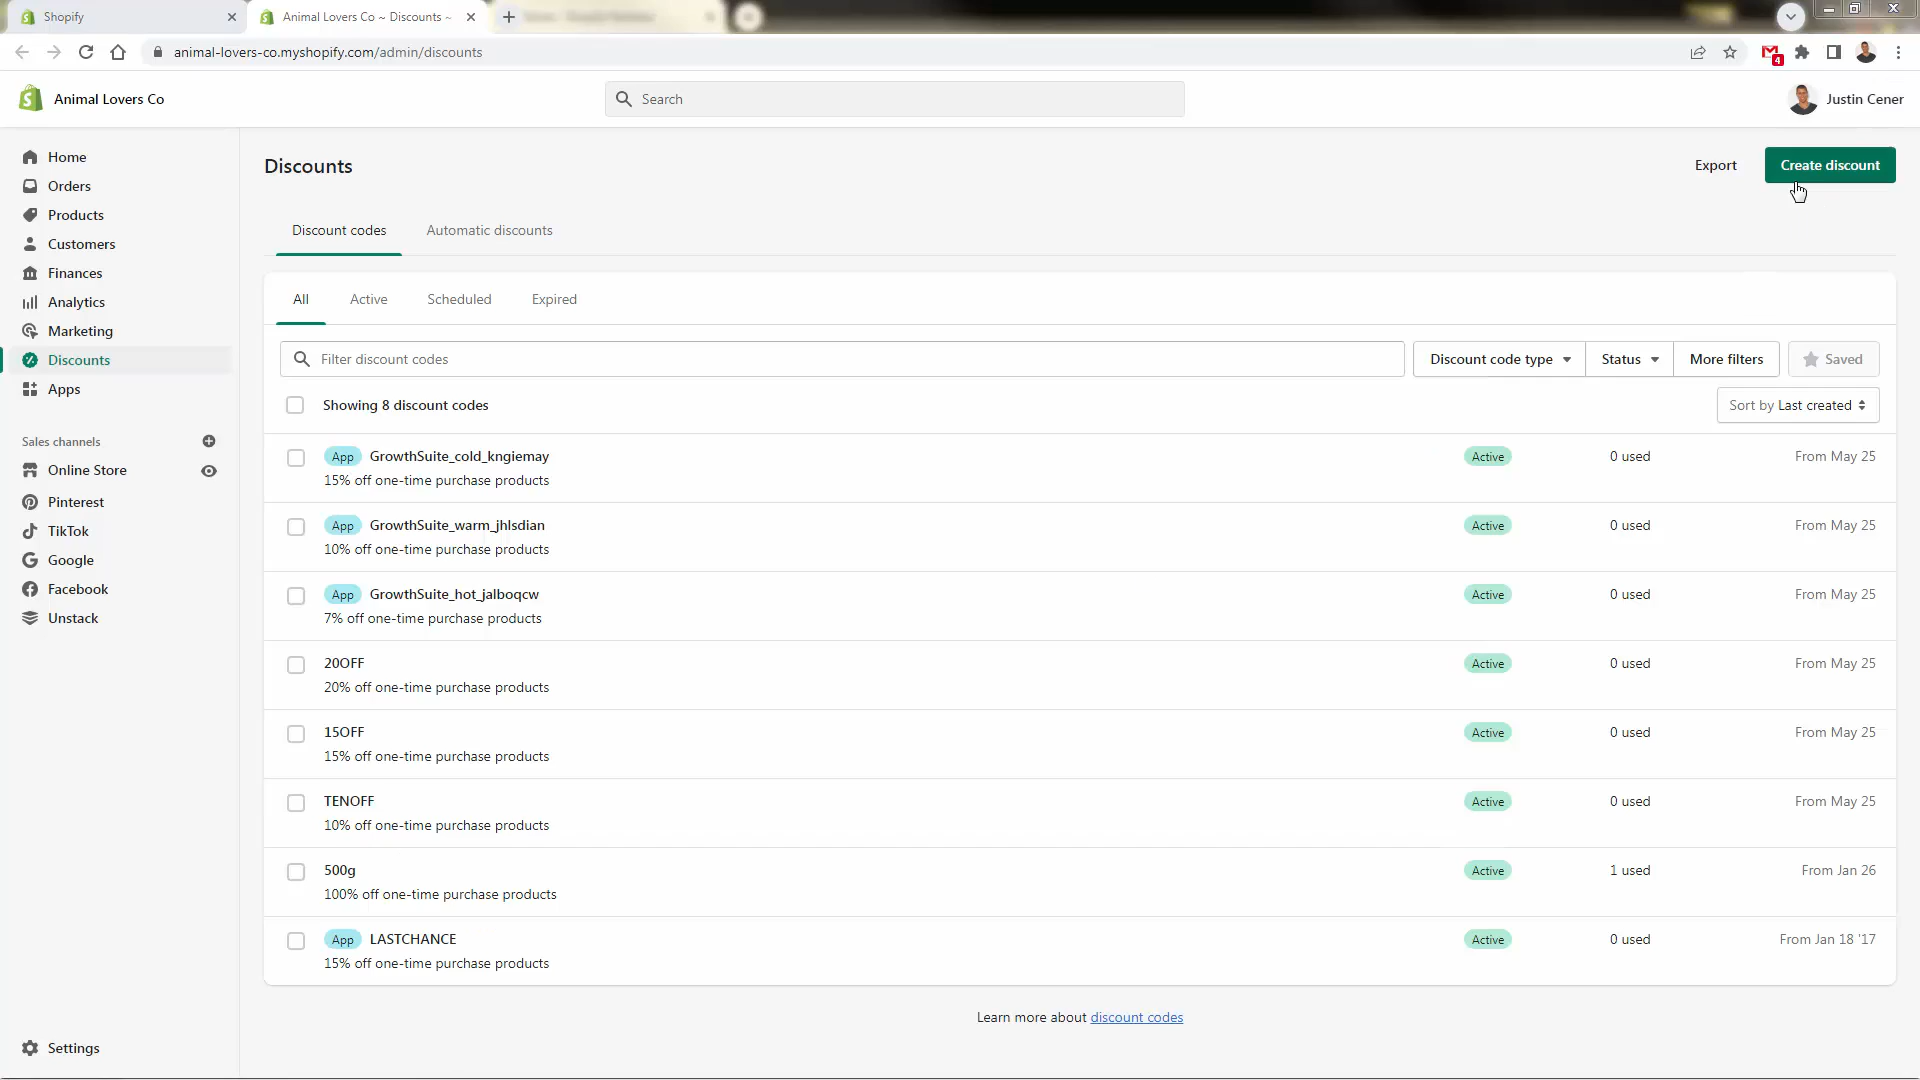 Shopify
Animal Lovers Co ~ Discounts ~
animal-lovers-co.myshopify.com/admin/discounts
4
Animal Lovers Co
Search
Justin Cener
Home
Orders
Products
Customers
Finances
Analytics
Marketing
Discounts
Apps
Sales channels
Online Store
Pinterest
TikTok
Google
Facebook
Unstack
Settings
Discounts
Export
Create discount
Discount codes
Automatic discounts
All
Active
Scheduled
Expired
Filter discount codes
Discount code type
Status
More filters
Saved
Showing 8 discount codes
Sort by Last created
App GrowthSuite_cold_kngiemay Active 0 used From May 25
15% off one-time purchase products
App GrowthSuite_warm_jhlsdian Active 0 used From May 25
10% off one-time purchase products
App GrowthSuite_hot_jalboqcw Active 0 used From May 25
7% off one-time purchase products
20OFF Active 0 used From May 25
20% off one-time purchase products
15OFF Active 0 used From May 25
15% off one-time purchase products
TENOFF Active 0 used From May 25
10% off one-time purchase products
500g Active 1 used From Jan 26
100% off one-time purchase products
App LASTCHANCE Active 0 used From Jan 18 '17
15% off one-time purchase products
Learn more about discount codes